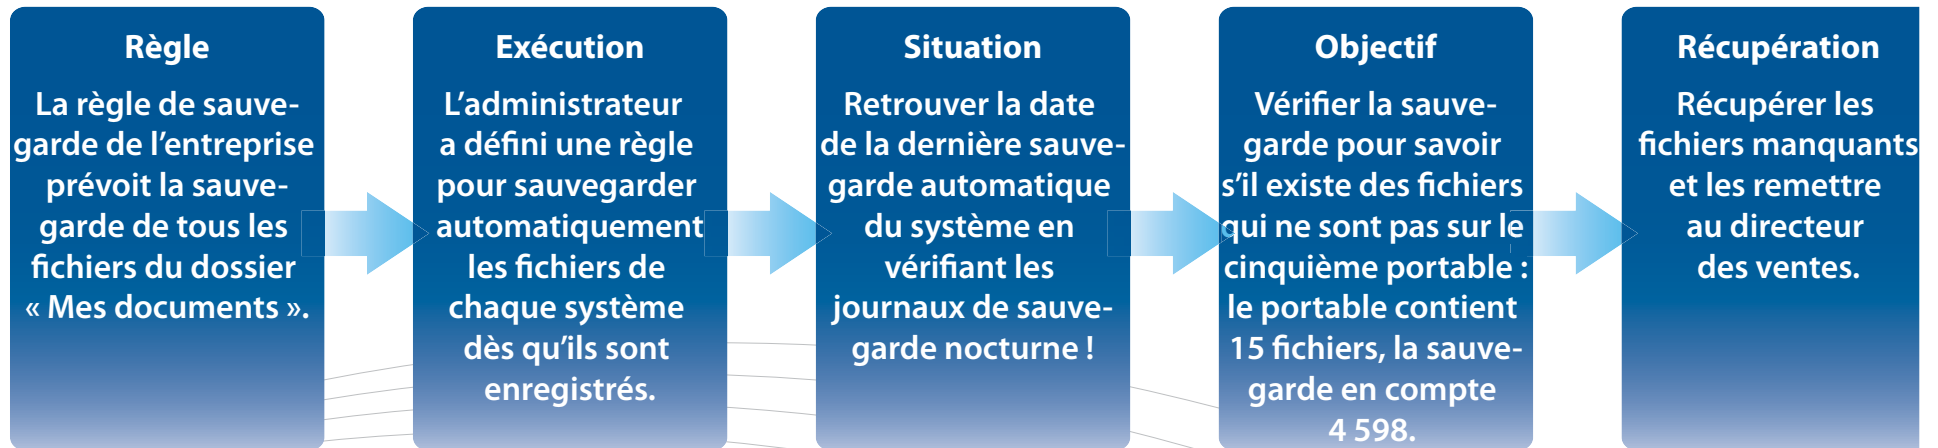 Règle
La règle de sauve-
garde de l'entreprise
prévoit la sauve-
garde de tous les
fichiers du dossier
« Mes documents ».
Exécution
L'administrateur
a défini une règle
pour sauvegarder
automatiquement
les fichiers de
chaque système
dès qu'ils sont
enregistrés.
Situation
Retrouver la date
de la dernière sauve-
garde automatique
du système en
vérifiant les
journaux de sauve-
garde nocturne !
Objectif
Vérifier la sauve-
garde pour savoir
s'il existe des fichiers
qui ne sont pas sur le
cinquième portable :
le portable contient
15 fichiers, la sauve-
garde en compte
4 598.
Récupération
Récupérer les
fichiers manquants
et les remettre
au directeur
des ventes.